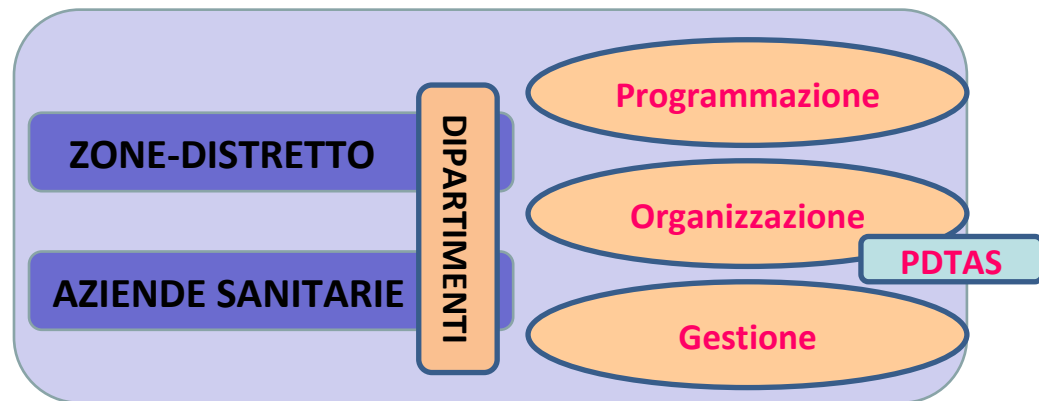 ZONE-DISTRETTO
AZIENDE SANITARIE
DIPARTIMENTI
Programmazione
Organizzazione
PDTAS
Gestione